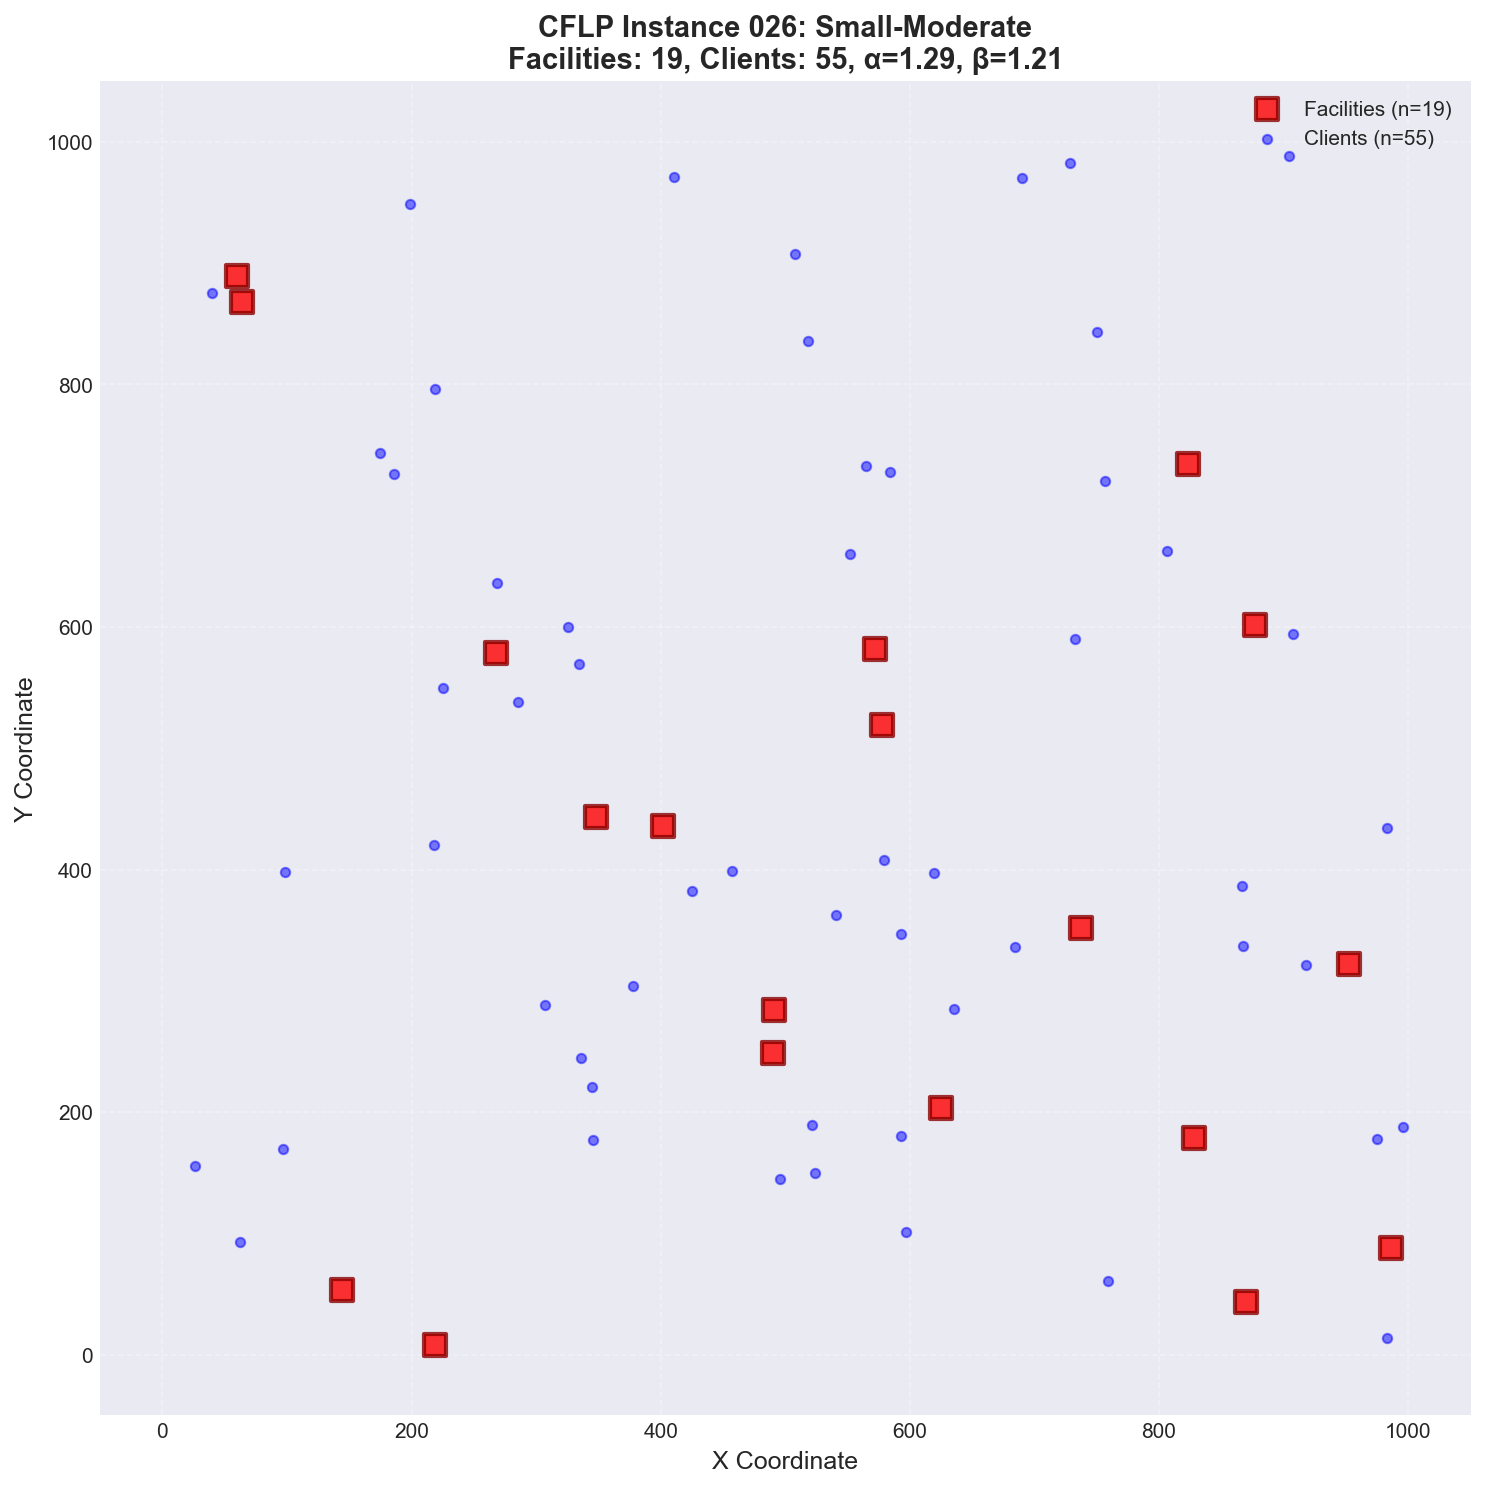 CFLP Instance 026: Small-Moderate
Facilities: 19, Clients: 55, α=1.29, β=1.21
Facilities (n=19)
Clients (n=55)
1000
800
600
400
200
0
Y Coordinate
0 200 400 600 800 1000
X Coordinate